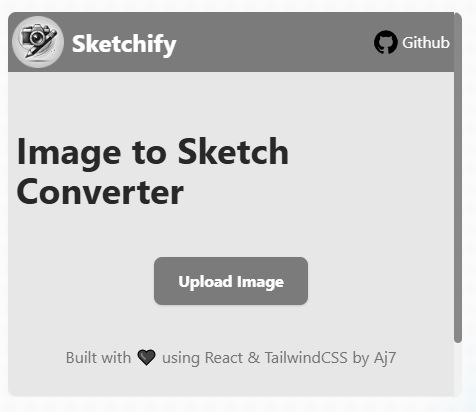 Sketchify
Github
Image to Sketch
Converter
Upload Image
Built with 🖤 using React & TailwindCSS by Aj7